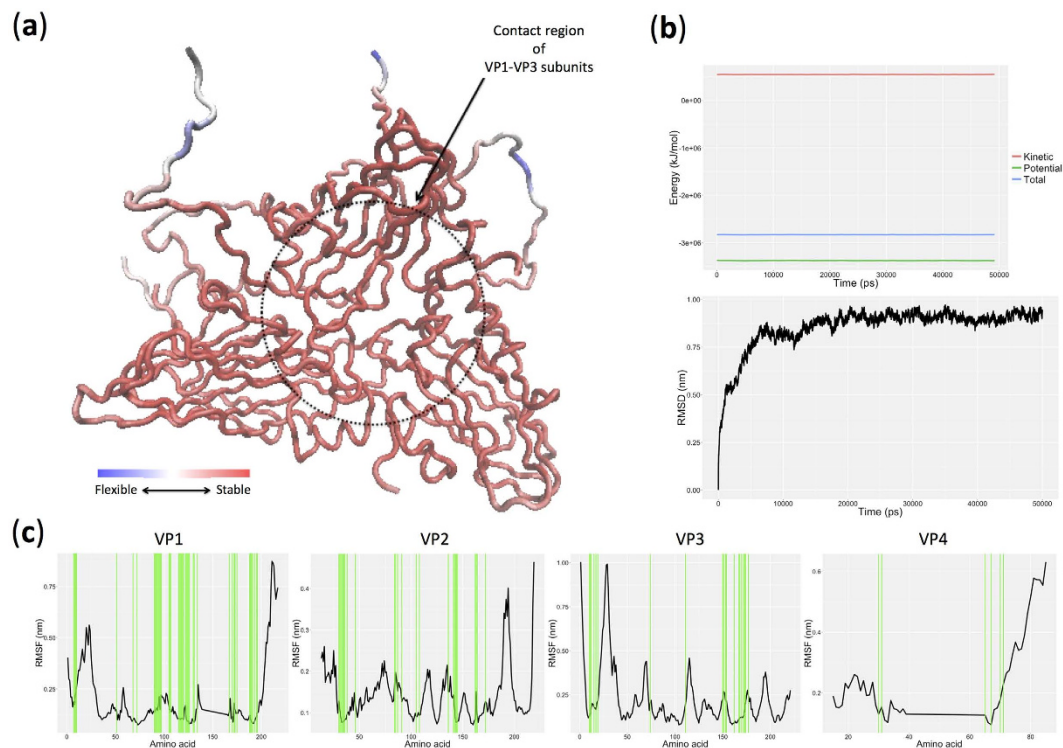 (a)
Contact region
of
VP1-VP3 subunits
Flexible Stable
(b)
0e+00
-1e+06
-2e+06
-3e+06
Energy (kJ/mol)
0 10000 20000 30000 40000 50000
Time (ps)
Kinetic
Potential
Total
1.00
0.75
0.50
0.25
0.00
RMSD (nm)
0 10000 20000 30000 40000 50000
Time (ps)
(c)
VP1
0.75
0.50
0.25
RMSF (nm)
0 50 100 150 200
Amino acid
VP2
0.4
0.3
0.2
0.1
RMSF (nm)
0 50 100 150 200
Amino acid
VP3
1.00
0.75
0.50
0.25
RMSF (nm)
0 50 100 150 200
Amino acid
VP4
0.6
0.4
0.2
RMSF (nm)
20 40 60 80
Amino acid